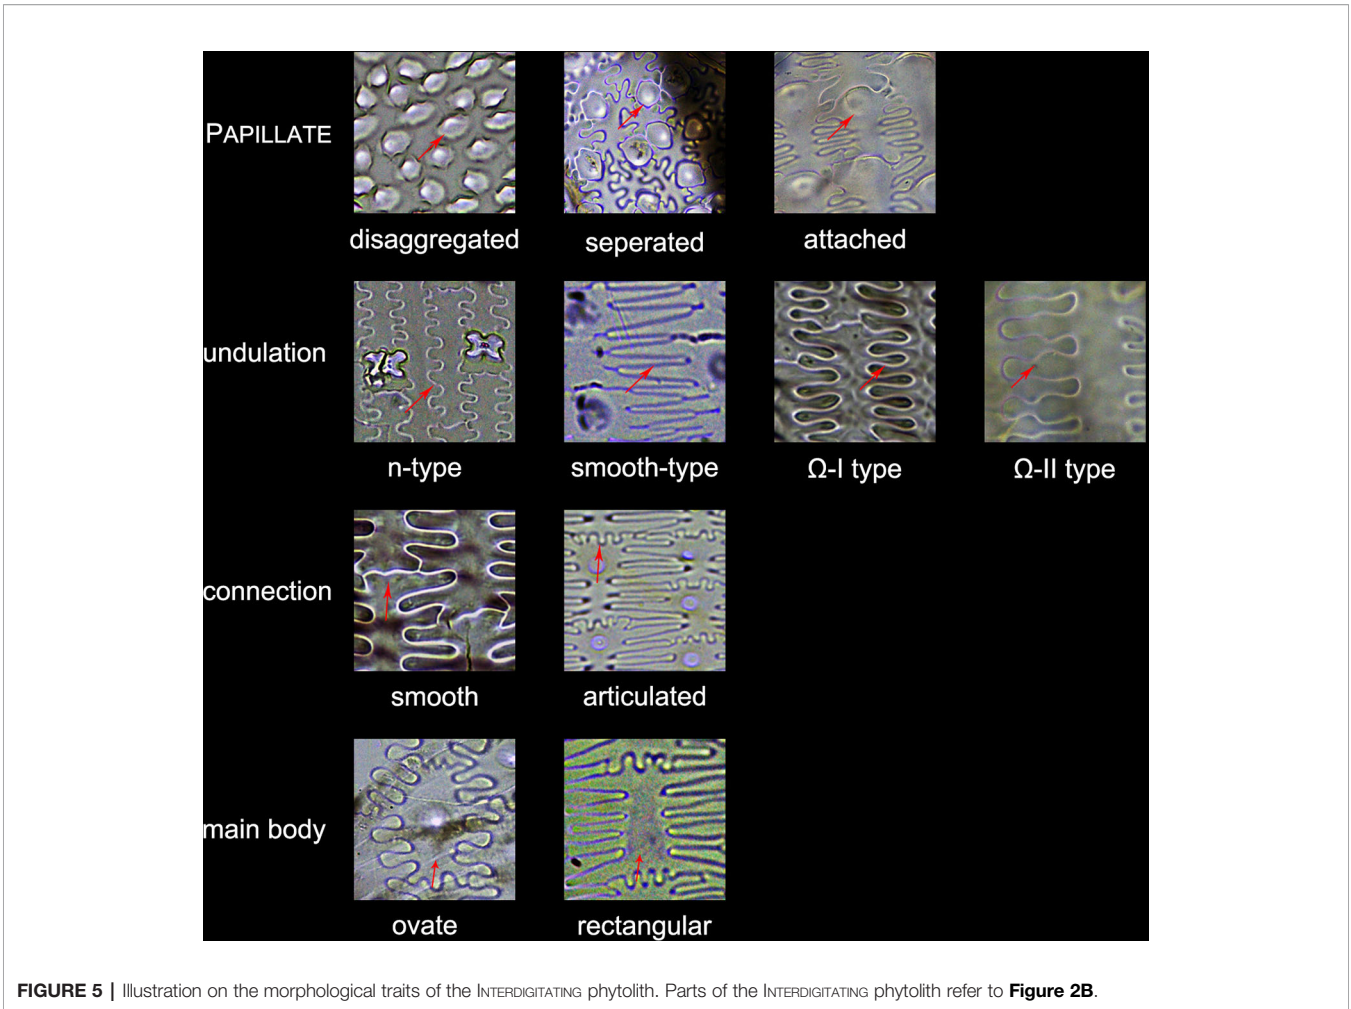 PAPILLATE
disaggregated seperated attached
undulation
n-type smooth-type Ω-I type Ω-II type
connection
smooth articulated
main body
ovate rectangular
FIGURE 5 | Illustration on the morphological traits of the INTERDIGITATING phytolith. Parts of the INTERDIGITATING phytolith refer to Figure 2B.